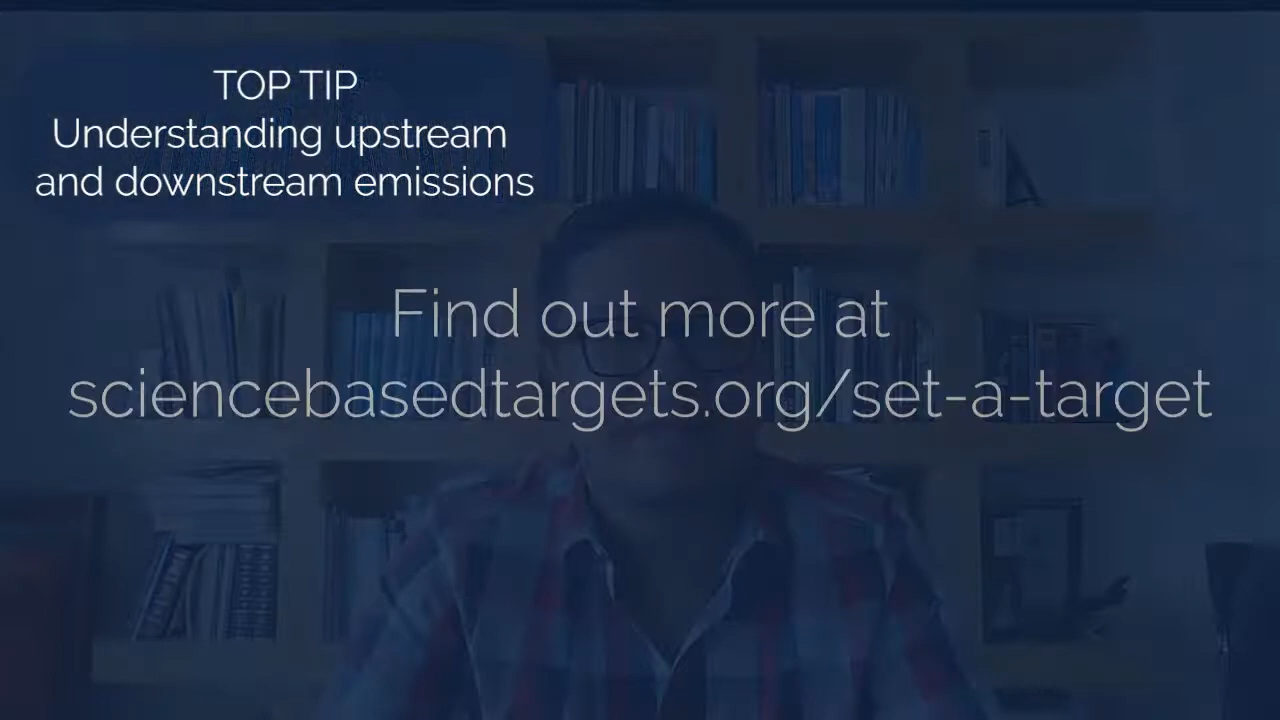 TOP TIP
Understanding upstream
and downstream emissions
Find out more at
sciencebasedtargets.org/set-a-target